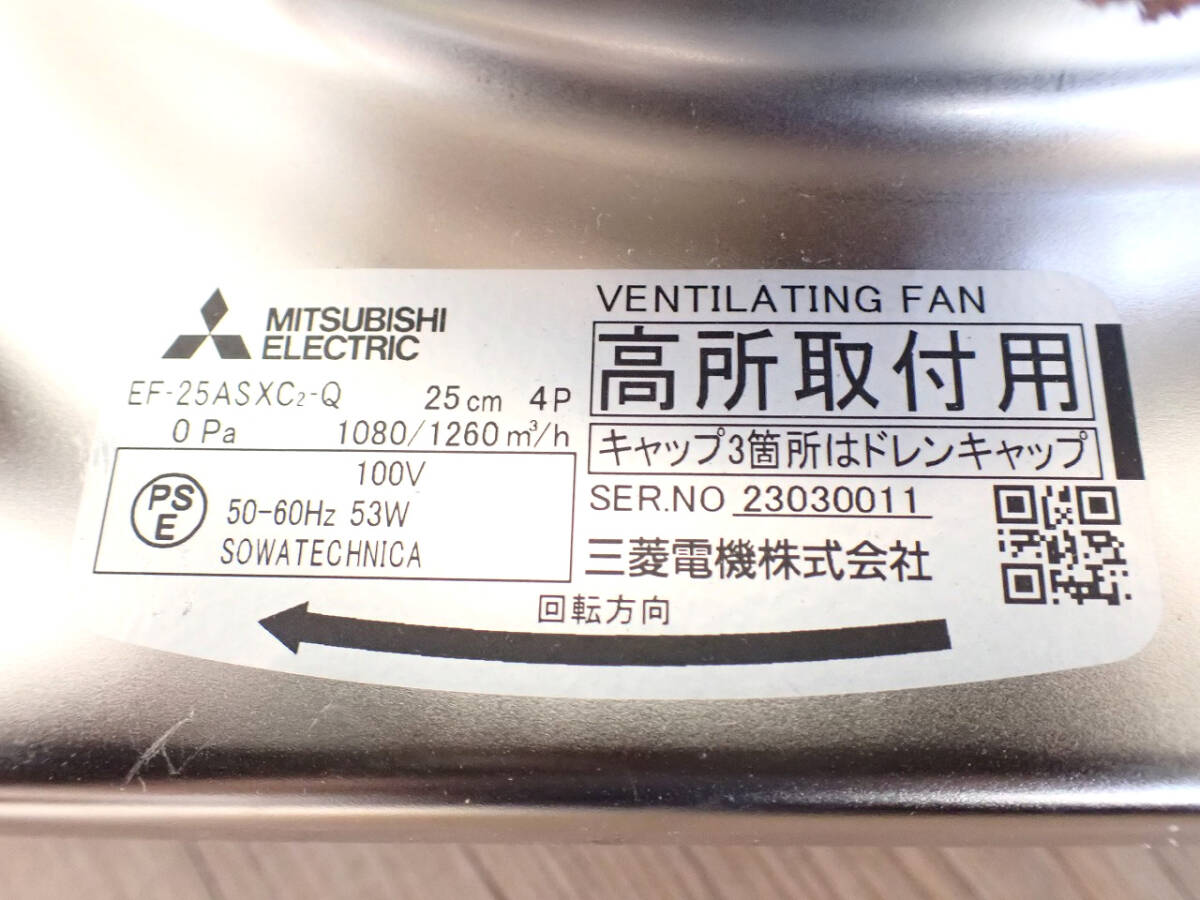 MITSUBISHI
ELECTRIC
EF-25ASXC₂-Q 25cm 4P
0 Pa 1080/1260m³/h
PS
E
100V
50-60Hz 53W
SOWATECHNICA
VENTILATING FAN
高所取付用
キャップ3箇所はドレンキャップ
SER.NO 23030011
三菱電機株式会社
回転方向